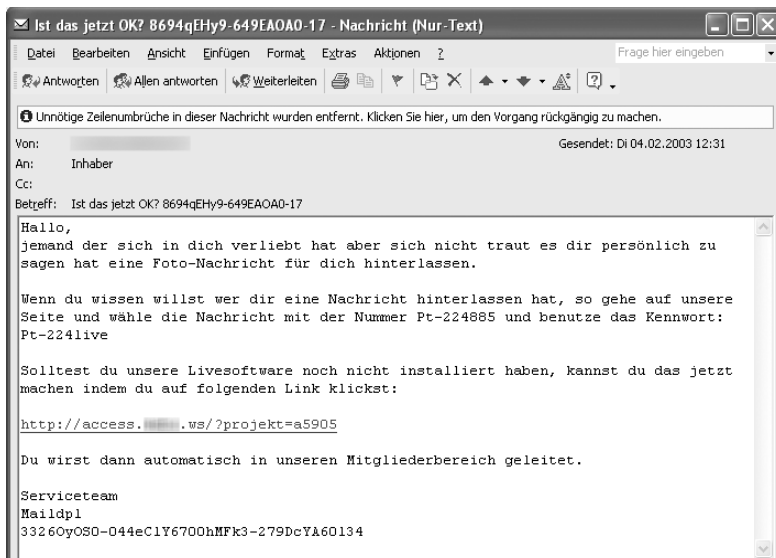 Ist das jetzt OK? 8694qEHy9-649EAOA0-17 - Nachricht (Nur-Text)
Datei Bearbeiten Ansicht Einfügen Format Extras Aktionen ?
Frage hier eingeben
Antworten Allen antworten Weiterleiten
Unnötige Zeilenumbrüche in dieser Nachricht wurden entfernt. Klicken Sie hier, um den Vorgang rückgängig zu machen.
Von: Gesendet: Di 04.02.2003 12:31
An: Inhaber
Cc:
Betreff: Ist das jetzt OK? 8694qEHy9-649EAOA0-17
Hallo,
jemand der sich in dich verliebt hat aber sich nicht traut es dir persönlich zu
sagen hat eine Foto-Nachricht für dich hinterlassen.
Wenn du wissen willst wer dir eine Nachricht hinterlassen hat, so gehe auf unsere
Seite und wähle die Nachricht mit der Nummer Pt-224885 und benutze das Kennwort:
Pt-224live
Solltest du unsere Livesoftware noch nicht installiert haben, kannst du das jetzt
machen indem du auf folgenden Link klickst:
http://access. .ws/?projekt=a5905
Du wirst dann automatisch in unseren Mitgliederbereich geleitet.
Serviceteam
Maildpl
3326OyOS0-044eClY6700hMFk3-279DcYA60134